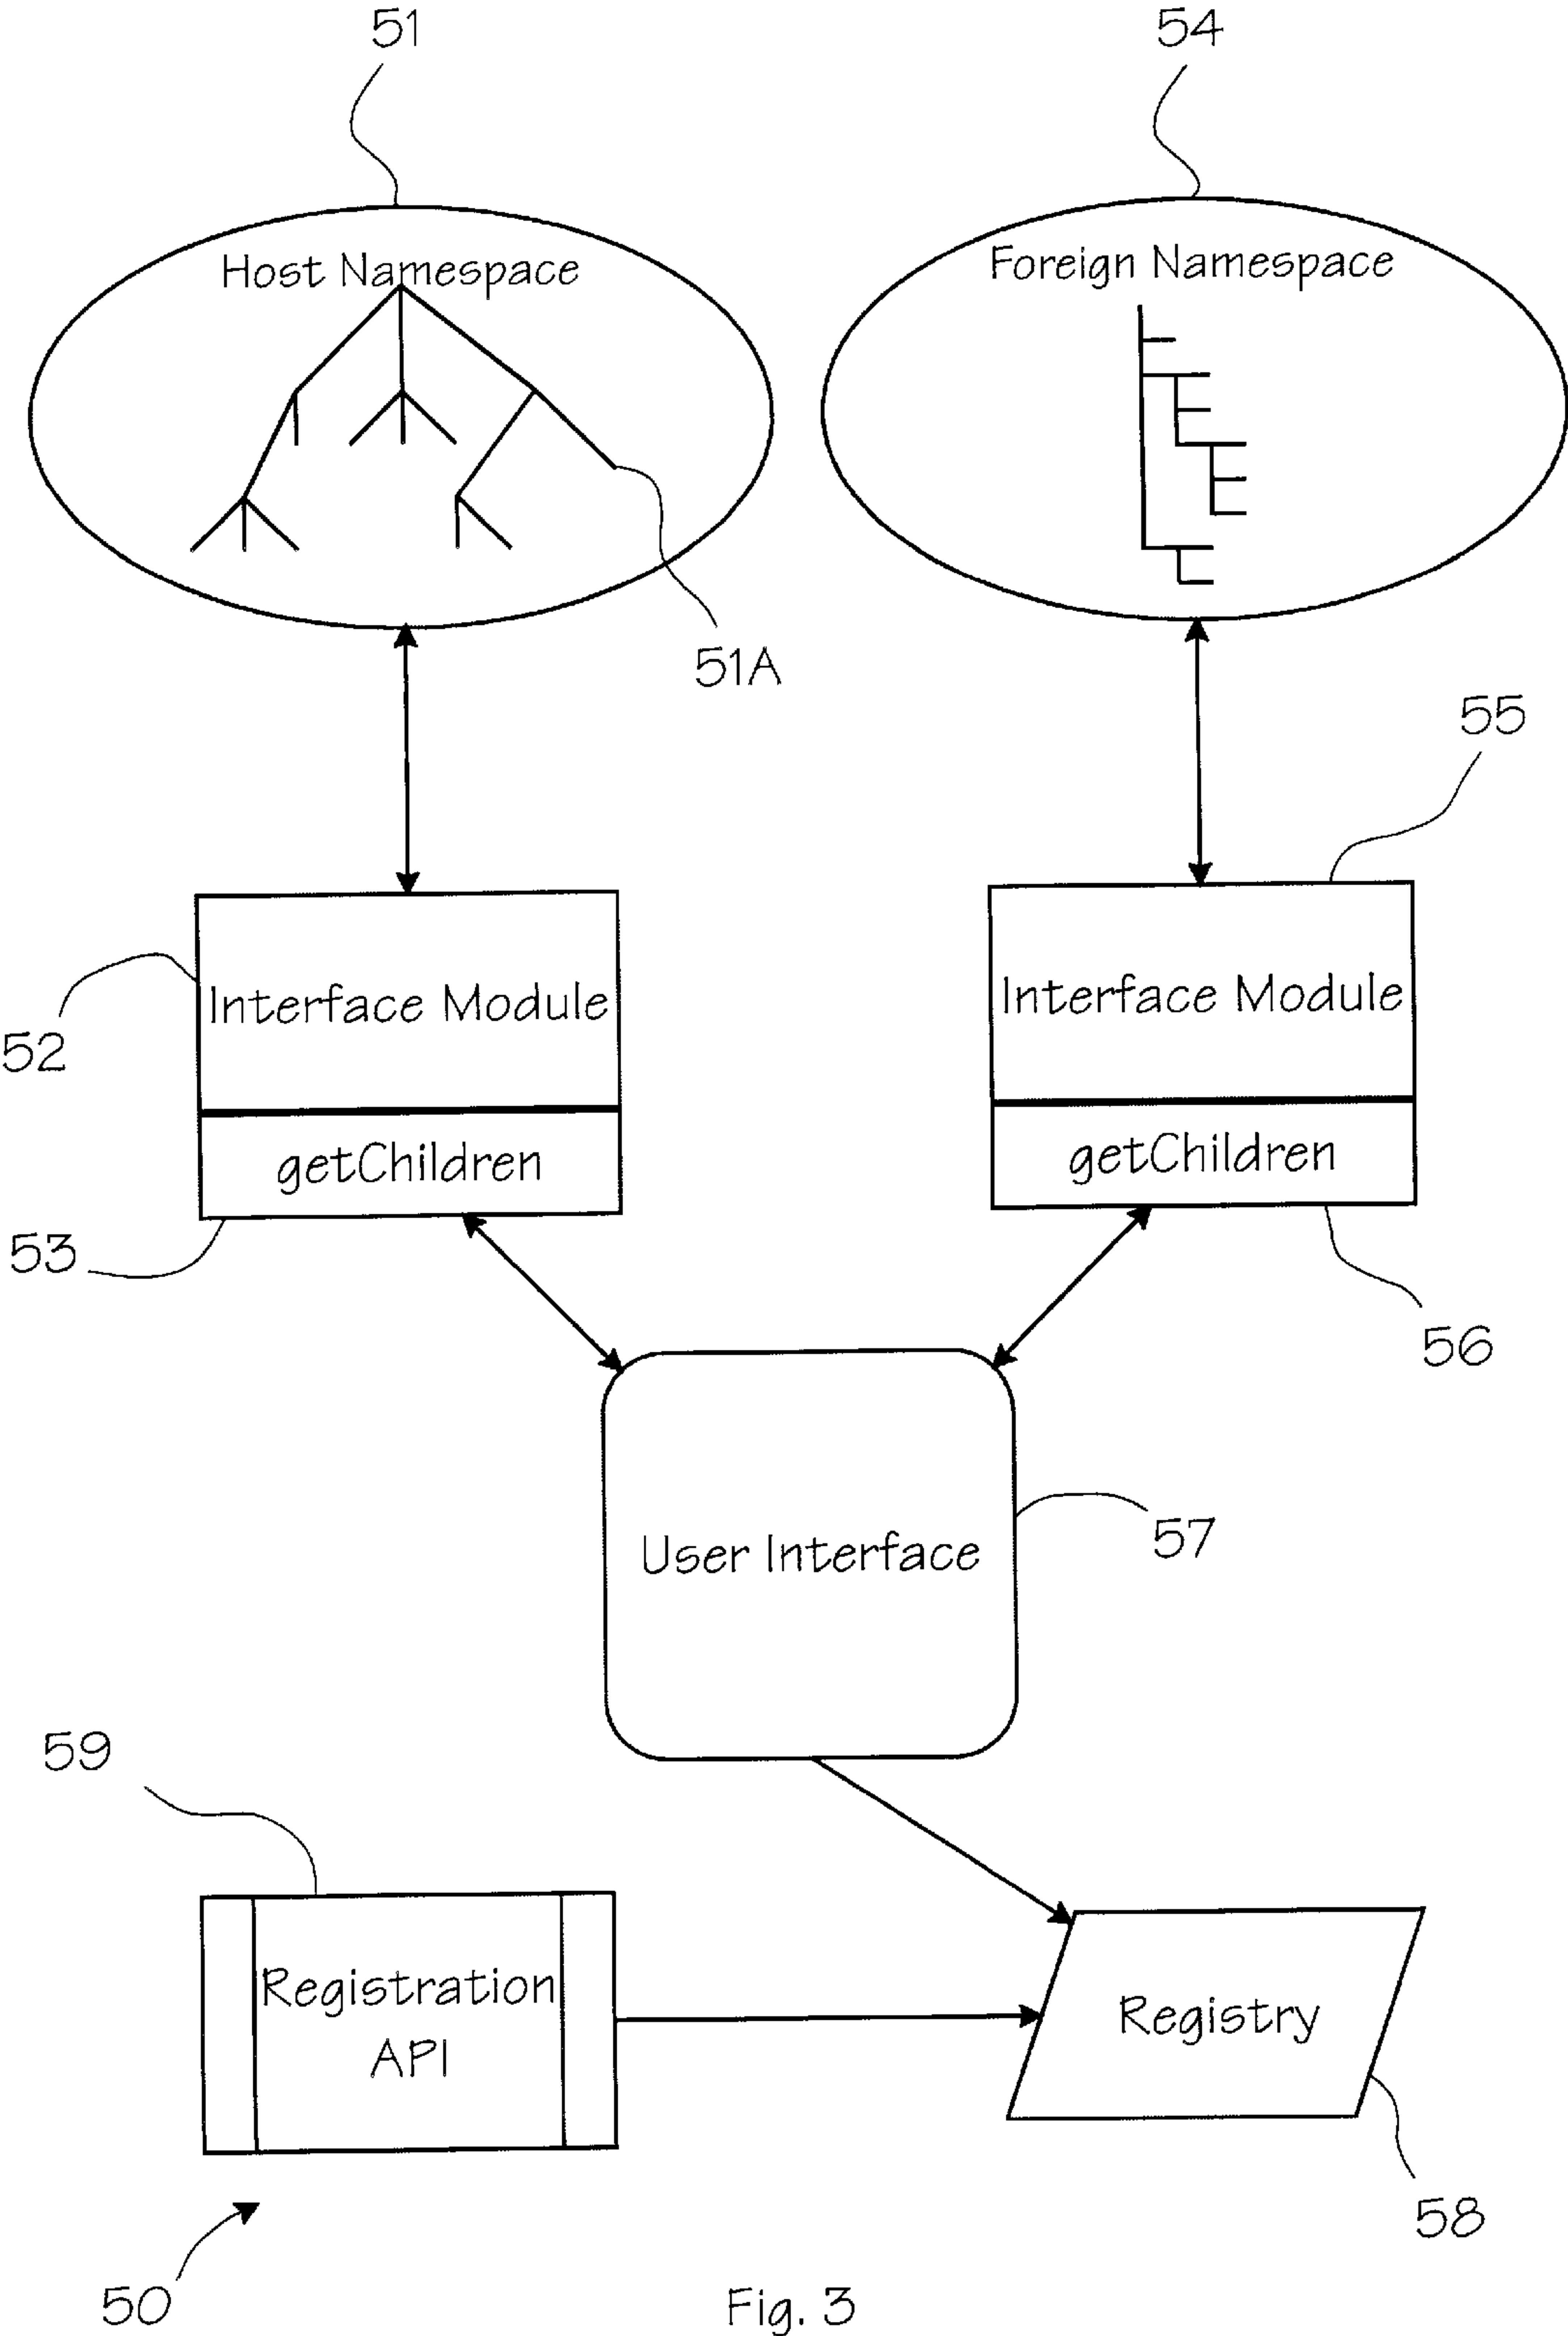 51
54
Host Namespace
Foreign Namespace
51A
55
Interface Module
Interface Module
52
getChildren
getChildren
53
56
User Interface
57
59
Registration
API
Registry
58
50
Fig. 3